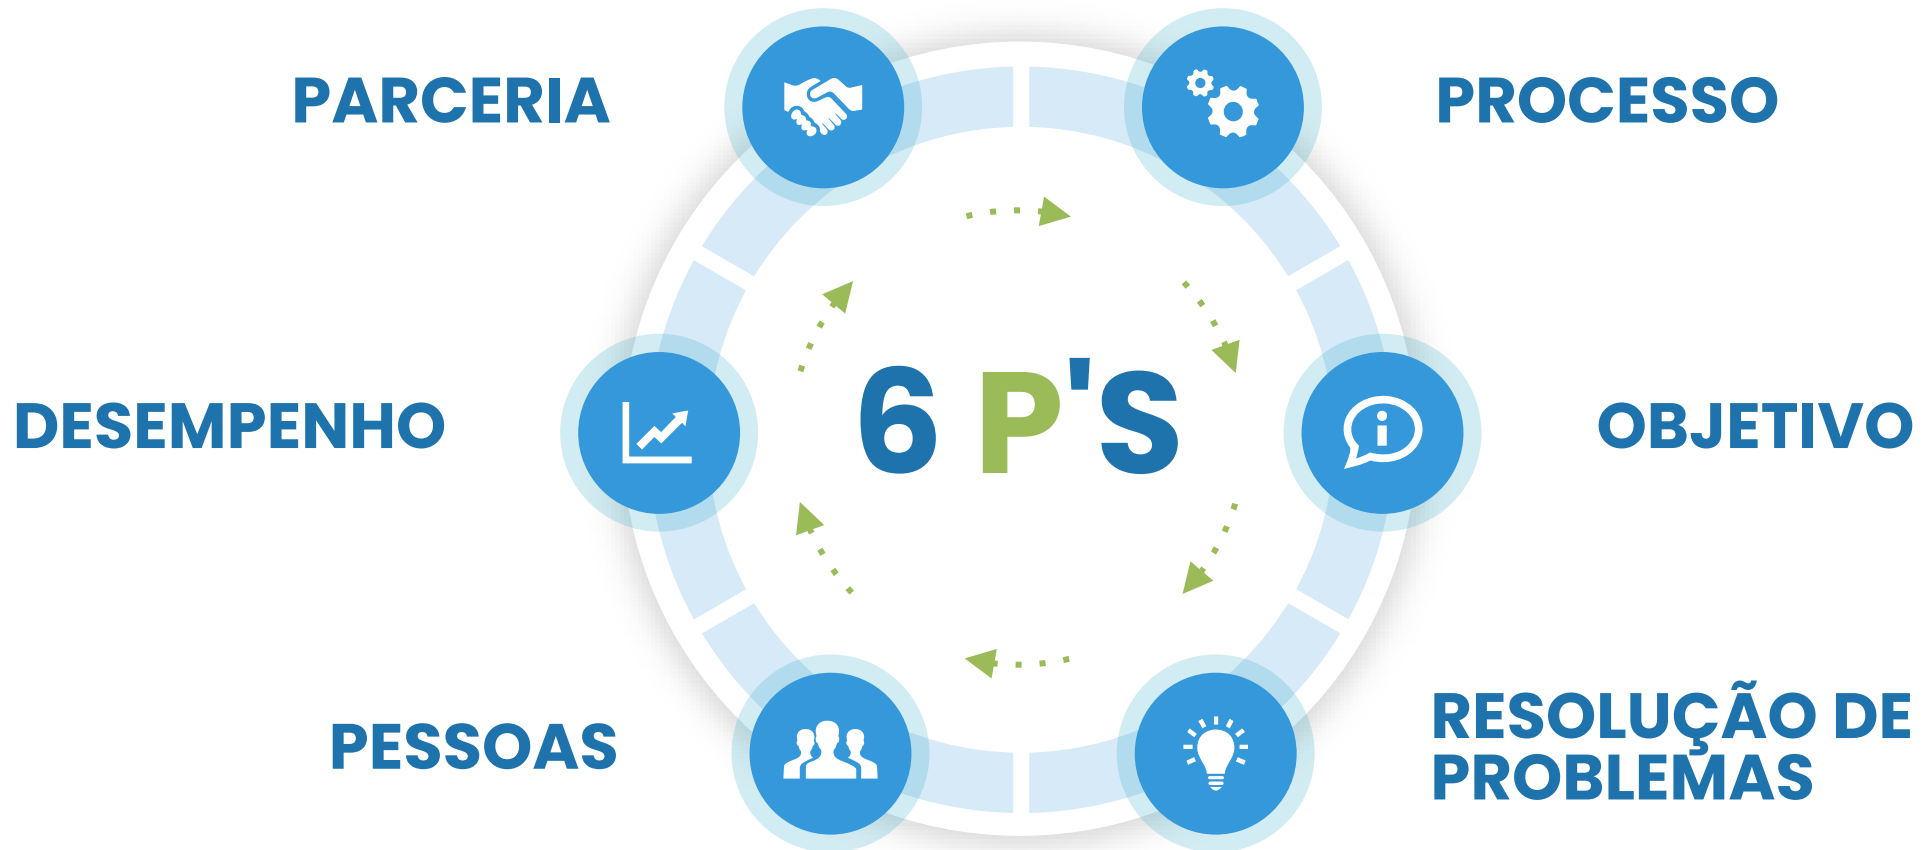 PARCERIA
PROCESSO
DESEMPENHO
6 P'S
OBJETIVO
PESSOAS
RESOLUÇÃO DE
PROBLEMAS